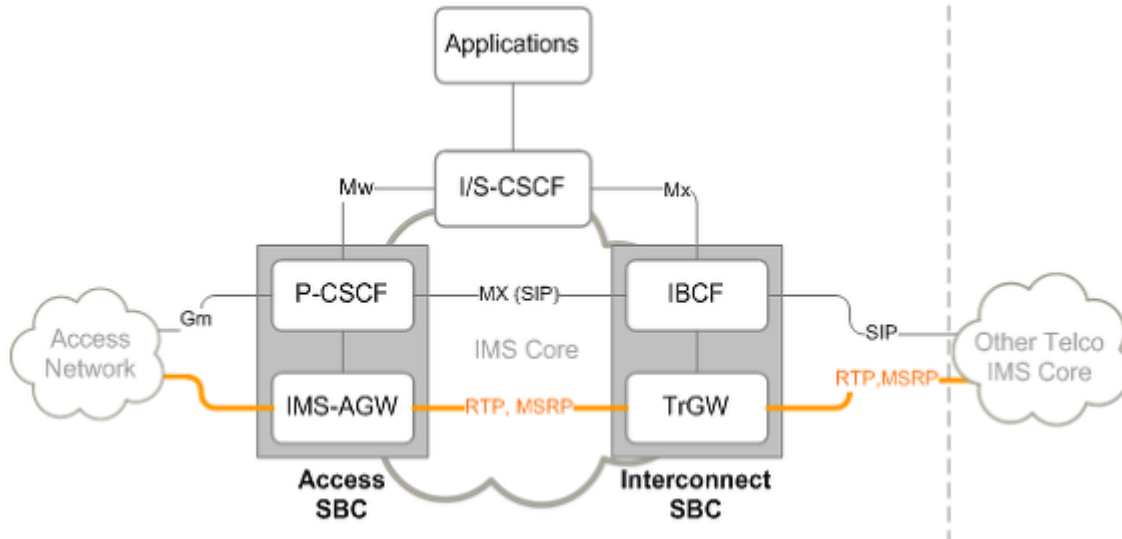 Applications
I/S-CSCF
Mw
Mx
P-CSCF
MX (SIP)
IBCF
Gm
SIP
Access
Network
IMS Core
Other Telco
IMS Core
RTP,MSRP
IMS-AGW
RTP, MSRP
TrGW
Access
SBC
Interconnect
SBC